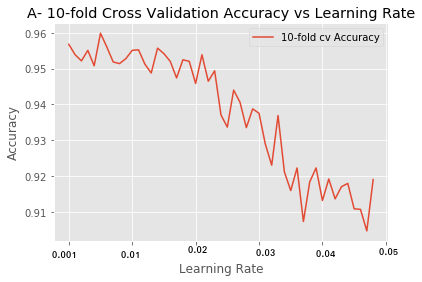 A- 10-fold Cross Validation Accuracy vs Learning Rate
10-fold cv Accuracy
0.96
0.95
0.94
0.93
0.92
0.91
Accuracy
0.001 0.01 0.02 0.03 0.04 0.05
Learning Rate